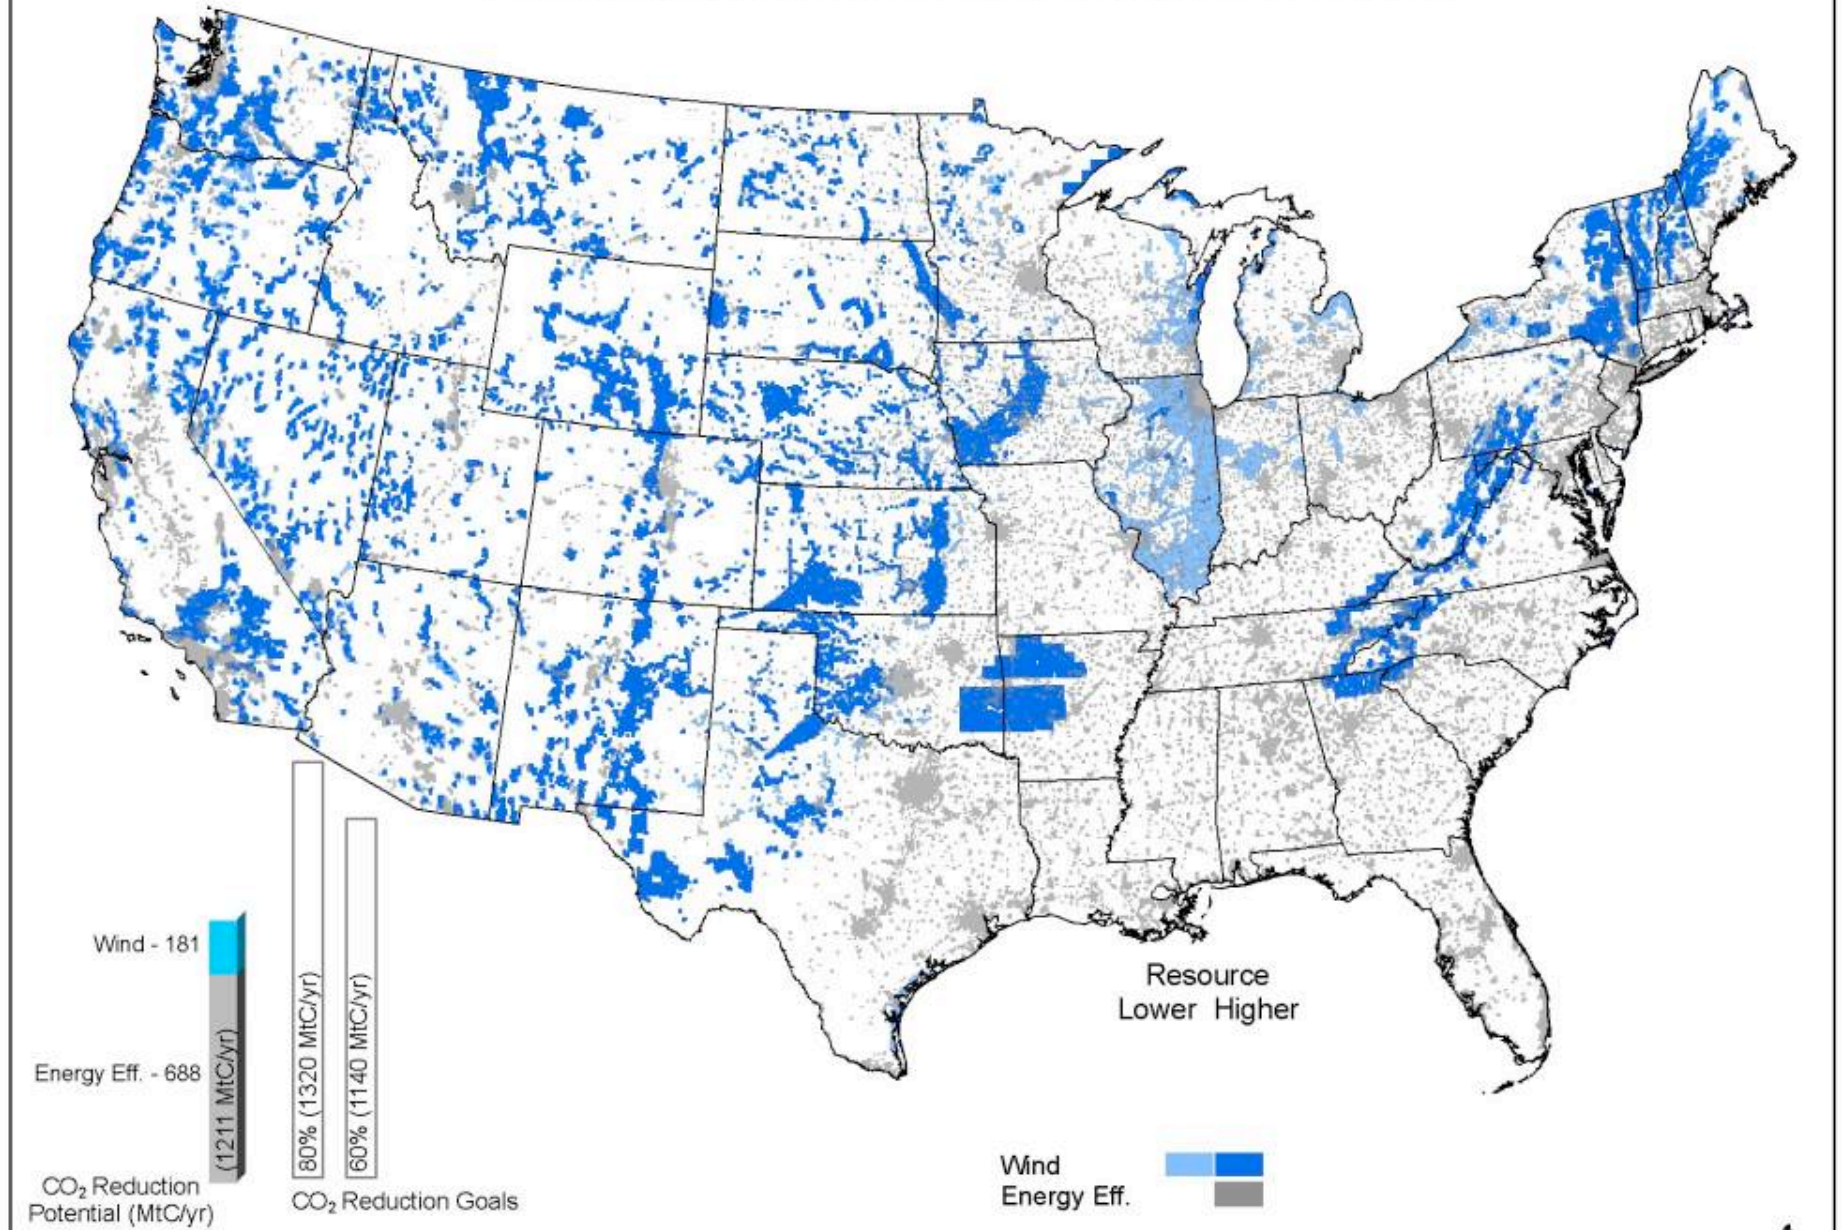 Wind - 181
Energy Eff. - 688
(1211 MtC/yr)
80% (1320 MtC/yr)
60% (1140 MtC/yr)
CO₂ Reduction
Potential (MtC/yr)
CO₂ Reduction Goals
Resource
Lower Higher
Wind
Energy Eff.